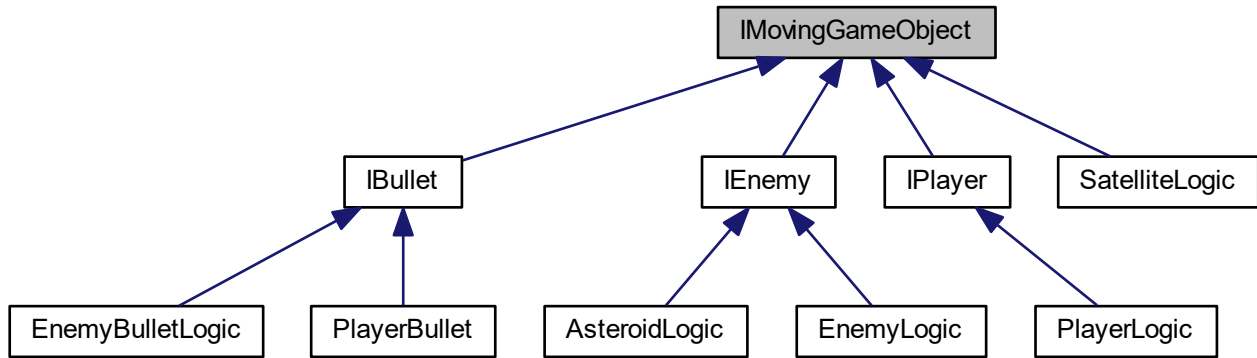 IMovingGameObject
IBullet
IEnemy
IPlayer
SatelliteLogic
EnemyBulletLogic
PlayerBullet
AsteroidLogic
EnemyLogic
PlayerLogic